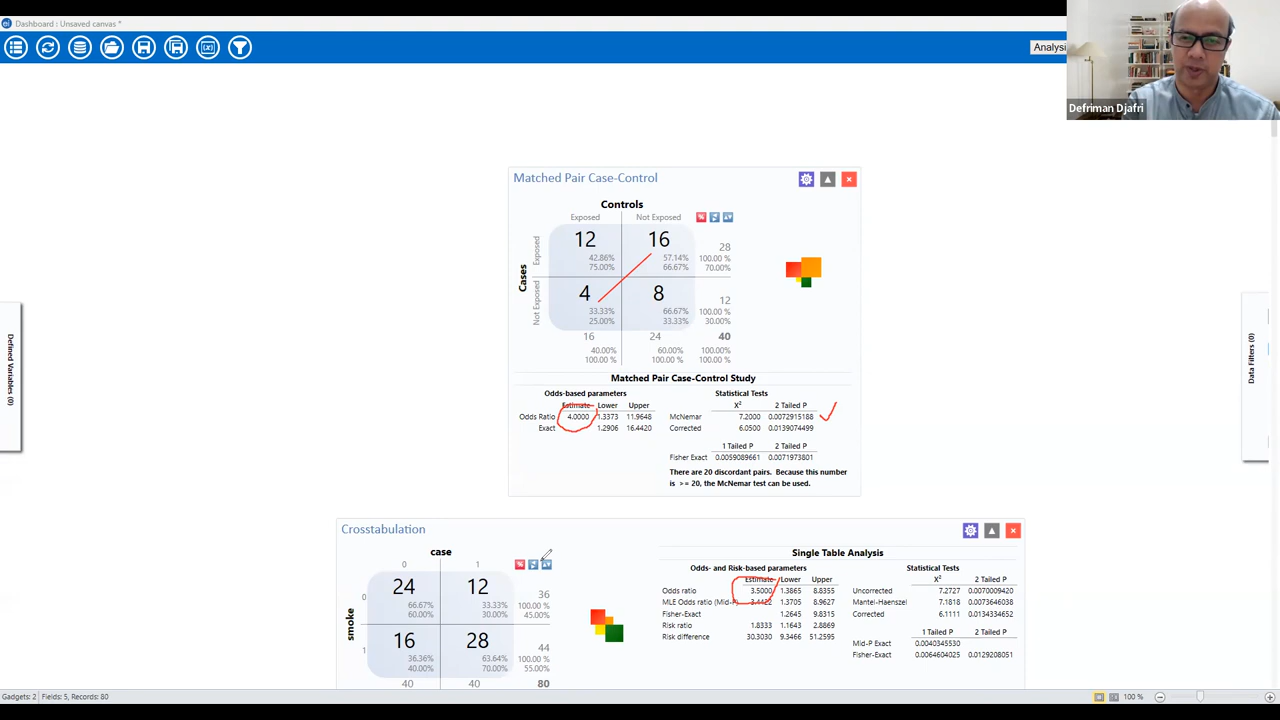 Dashboard : Unsaved canvas *
Analysis
Defriman Djafri
Matched Pair Case-Control
Controls
Exposed Not Exposed
Cases
Exposed
Not Exposed
12 16 28
42.86% 57.14% 100.00 %
75.00% 66.67% 70.00%
4 8 12
33.33% 66.67% 100.00 %
25.00% 33.33% 30.00%
16 24 40
40.00% 60.00% 100.00%
100.00 % 100.00 % 100.00 %
Matched Pair Case-Control Study
Odds-based parameters
Estimate Lower Upper
Odds Ratio 4.0000 1.3373 11.9648
Exact 1.2906 16.4420
Statistical Tests
X² 2 Tailed P
McNemar 7.2000 0.0072915188
Corrected 6.0500 0.0139074499
1 Tailed P 2 Tailed P
Fisher Exact 0.0059089661 0.0071973801
There are 20 discordant pairs. Because this number
is >= 20, the McNemar test can be used.
Crosstabulation
case
0 1
smoke
0
1
24 12 36
66.67% 33.33% 100.00 %
60.00% 30.00% 45.00%
16 28 44
36.36% 63.64% 100.00 %
40.00% 70.00% 55.00%
40 40 80
Single Table Analysis
Odds- and Risk-based parameters
Estimate Lower Upper
Odds ratio 3.5000 1.3865 8.8355
MLE Odds ratio (Mid-P) 3.4422 1.3705 8.9627
Fisher-Exact 1.2645 9.8315
Risk ratio 1.8333 1.1643 2.8869
Risk difference 30.3030 9.3466 51.2595
Statistical Tests
X² 2 Tailed P
Uncorrected 7.2727 0.0070009420
Mantel-Haenszel 7.1818 0.0073646038
Corrected 6.1111 0.0134334652
1 Tailed P 2 Tailed P
Mid-P Exact 0.0040345530
Fisher-Exact 0.0064604025 0.0129208051
Defined Variables (0)
Data Filters (0)
Gadgets: 2 Fields: 5, Records: 80
100 %